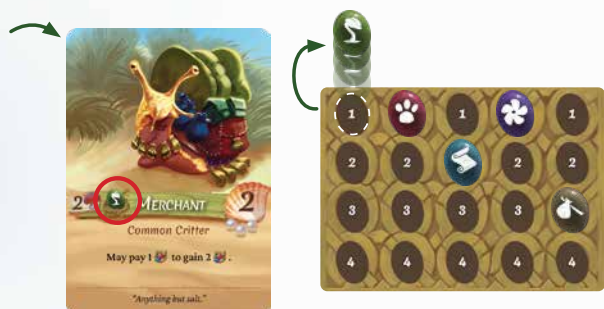 2 MERCHANT 2
Common Critter
May pay 1 to gain 2 .
"Anything but salt."
1 1 1
2 2 2 2
3 3 3 3
4 4 4 4 4